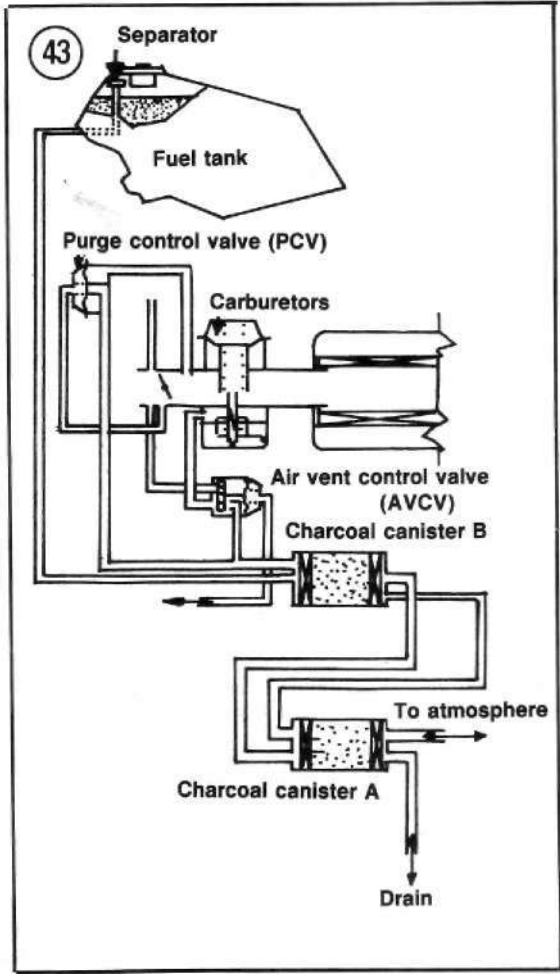 43
Separator
Fuel tank
Purge control valve (PCV)
Carburetors
Air vent control valve
(AVCV)
Charcoal canister B
To atmosphere
Charcoal canister A
Drain